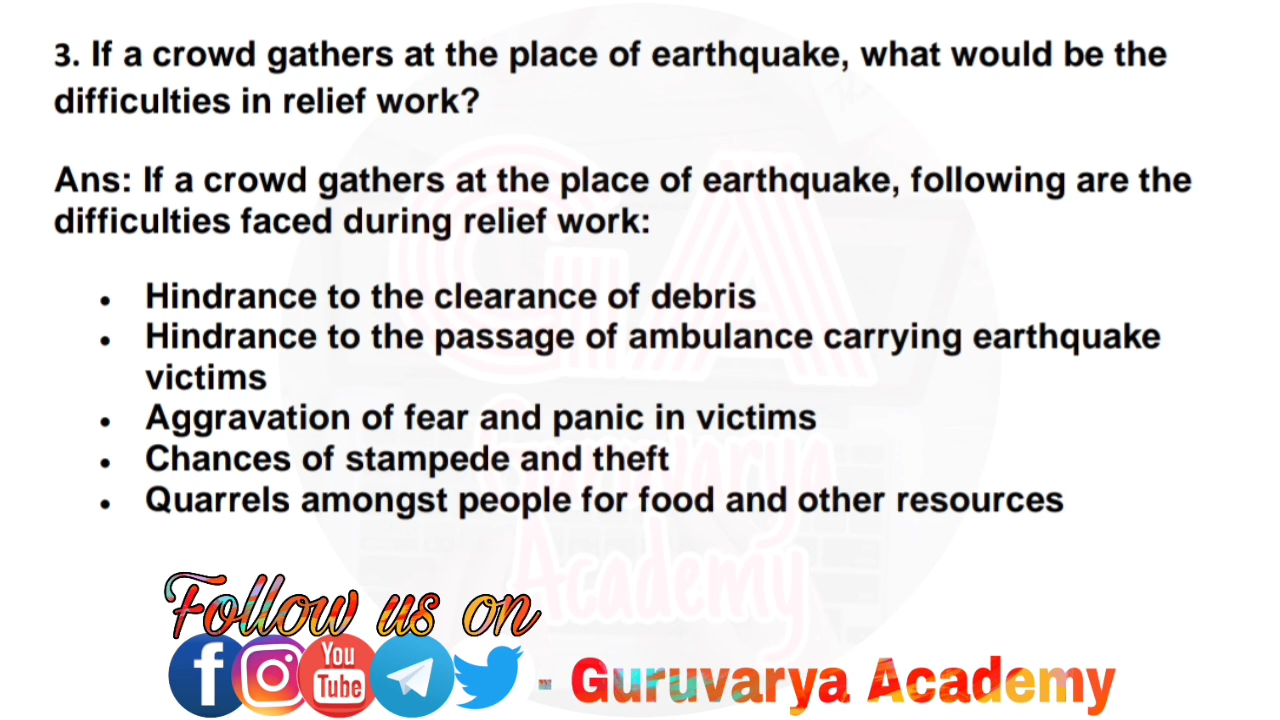 3. If a crowd gathers at the place of earthquake, what would be the
difficulties in relief work?
Ans: If a crowd gathers at the place of earthquake, following are the
difficulties faced during relief work:
• Hindrance to the clearance of debris
• Hindrance to the passage of ambulance carrying earthquake
victims
• Aggravation of fear and panic in victims
• Chances of stampede and theft
• Quarrels amongst people for food and other resources
GA
Guruvarya
Academy
Follow us on
f You
Tube
- Guruvarya Academy